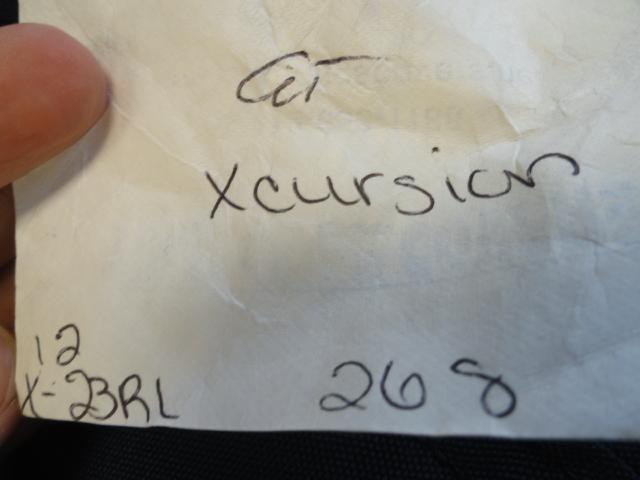 GT
Xcursion
12
X-23RL 268